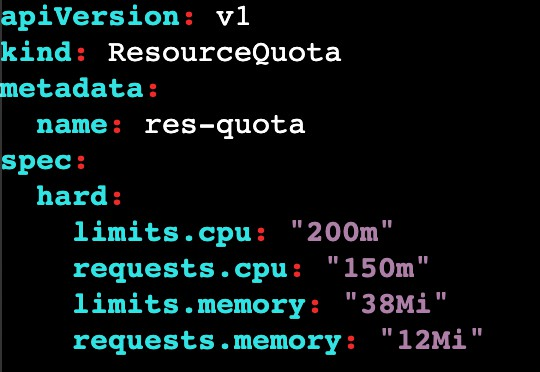 apiVersion: v1
kind: ResourceQuota
metadata:
  name: res-quota
spec:
  hard:
    limits.cpu: "200m"
    requests.cpu: "150m"
    limits.memory: "38Mi"
    requests.memory: "12Mi"